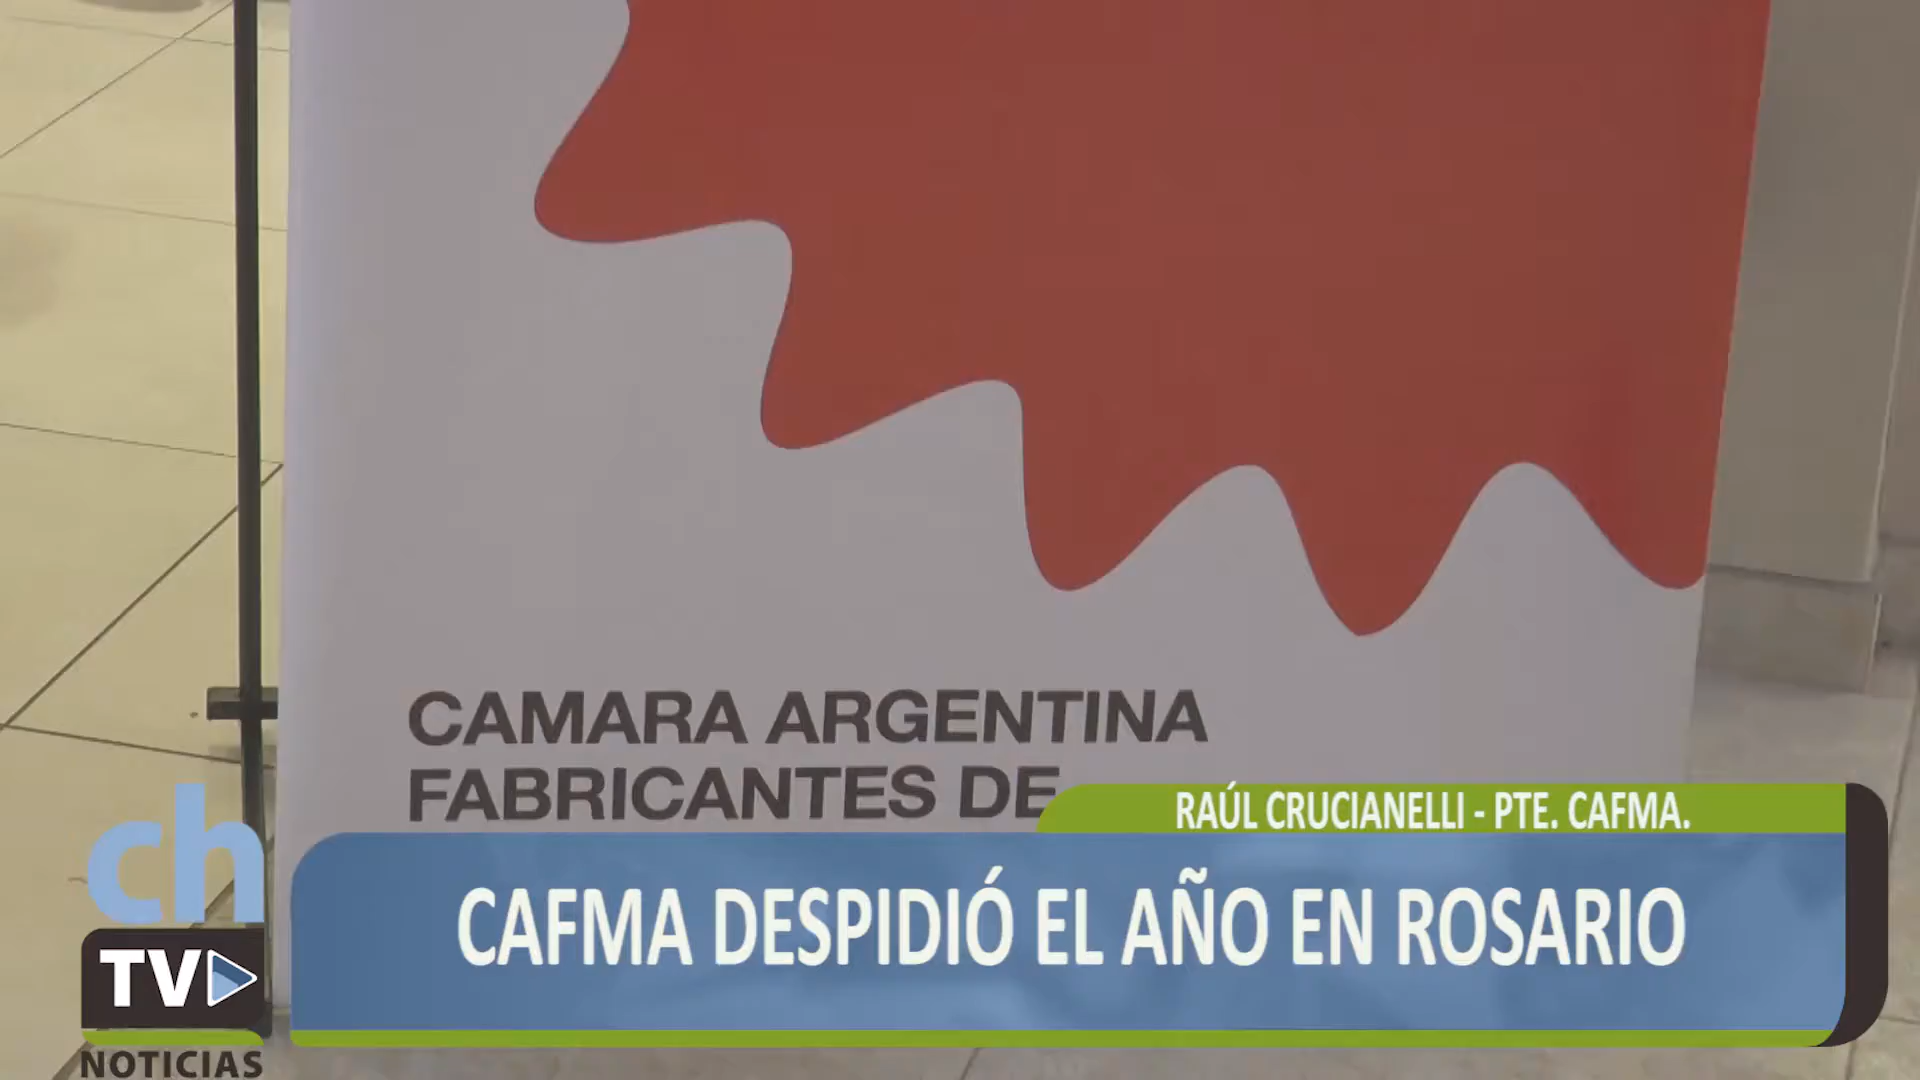 CAMARA ARGENTINA
FABRICANTES DE
RAÚL CRUCIANELLI - PTE. CAFMA.
CAFMA DESPIDIÓ EL AÑO EN ROSARIO
ch
TV
NOTICIAS